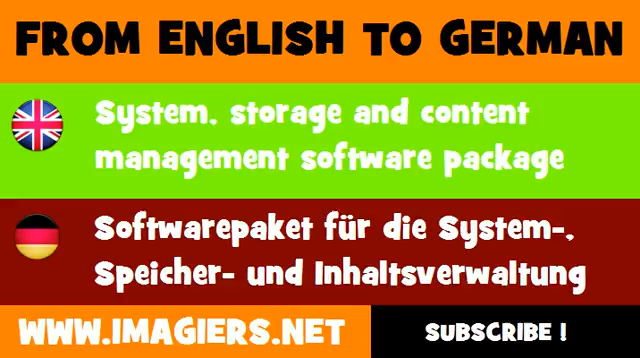 FROM ENGLISH TO GERMAN
System, storage and content
management software package
Softwarepaket für die System-,
Speicher- und Inhaltsverwaltung
WWW.IMAGIERS.NET
SUBSCRIBE !